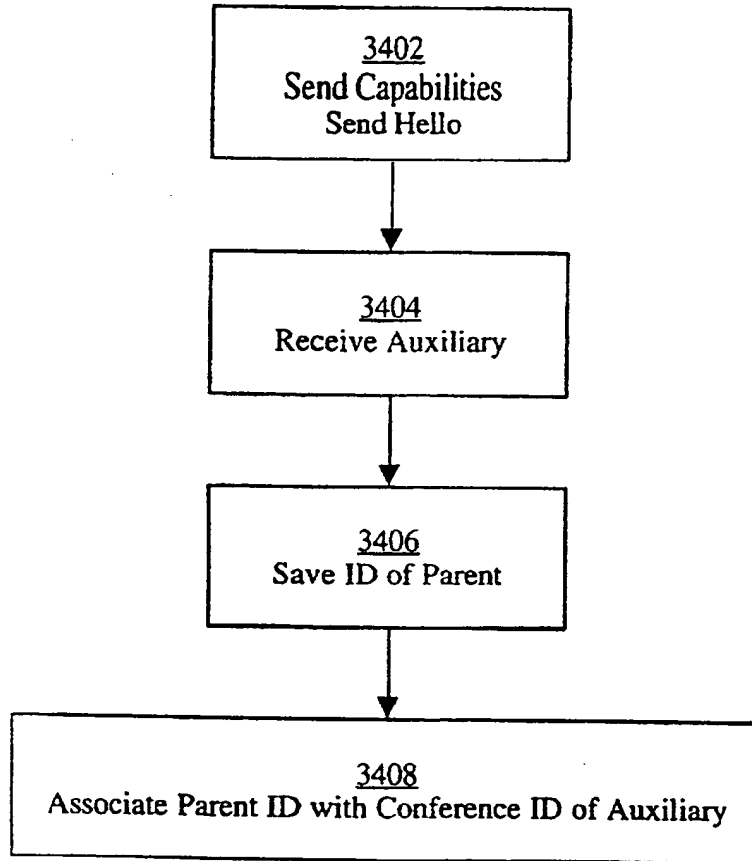 3402
Send Capabilities
Send Hello
3404
Receive Auxiliary
3406
Save ID of Parent
3408
Associate Parent ID with Conference ID of Auxiliary